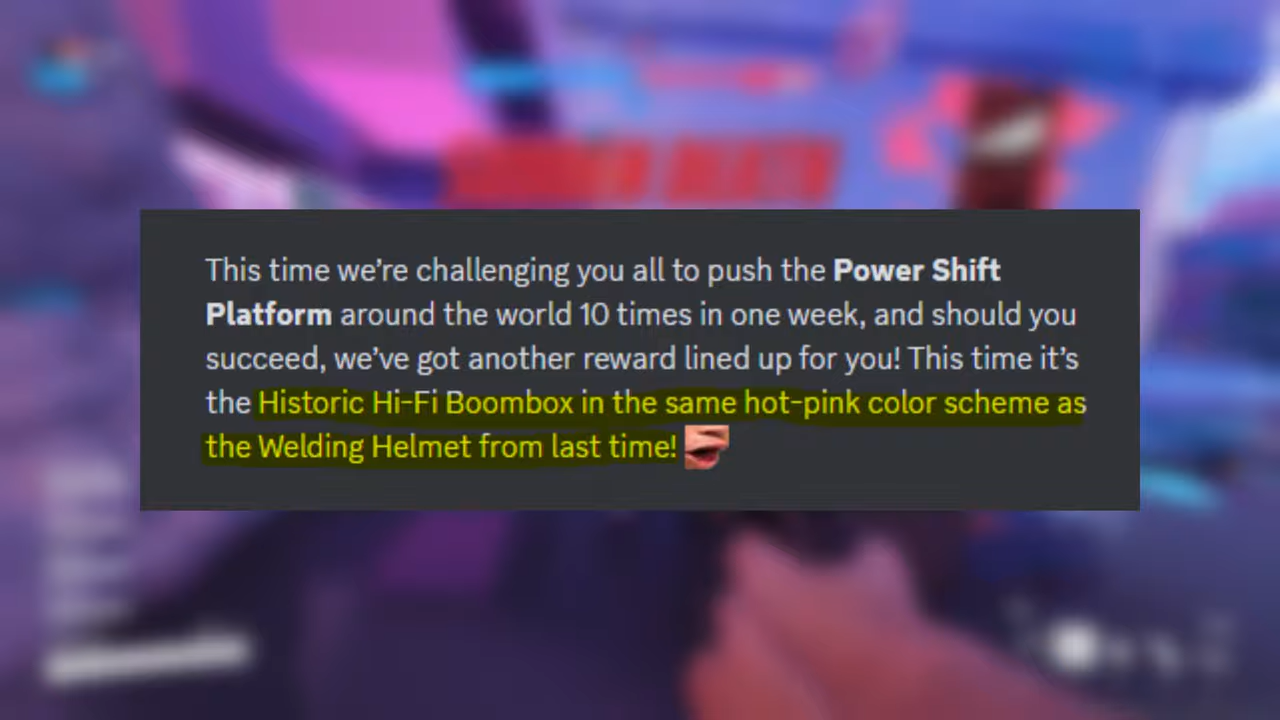 This time we're challenging you all to push the Power Shift
Platform around the world 10 times in one week, and should you
succeed, we've got another reward lined up for you! This time it's
the Historic Hi-Fi Boombox in the same hot-pink color scheme as
the Welding Helmet from last time!